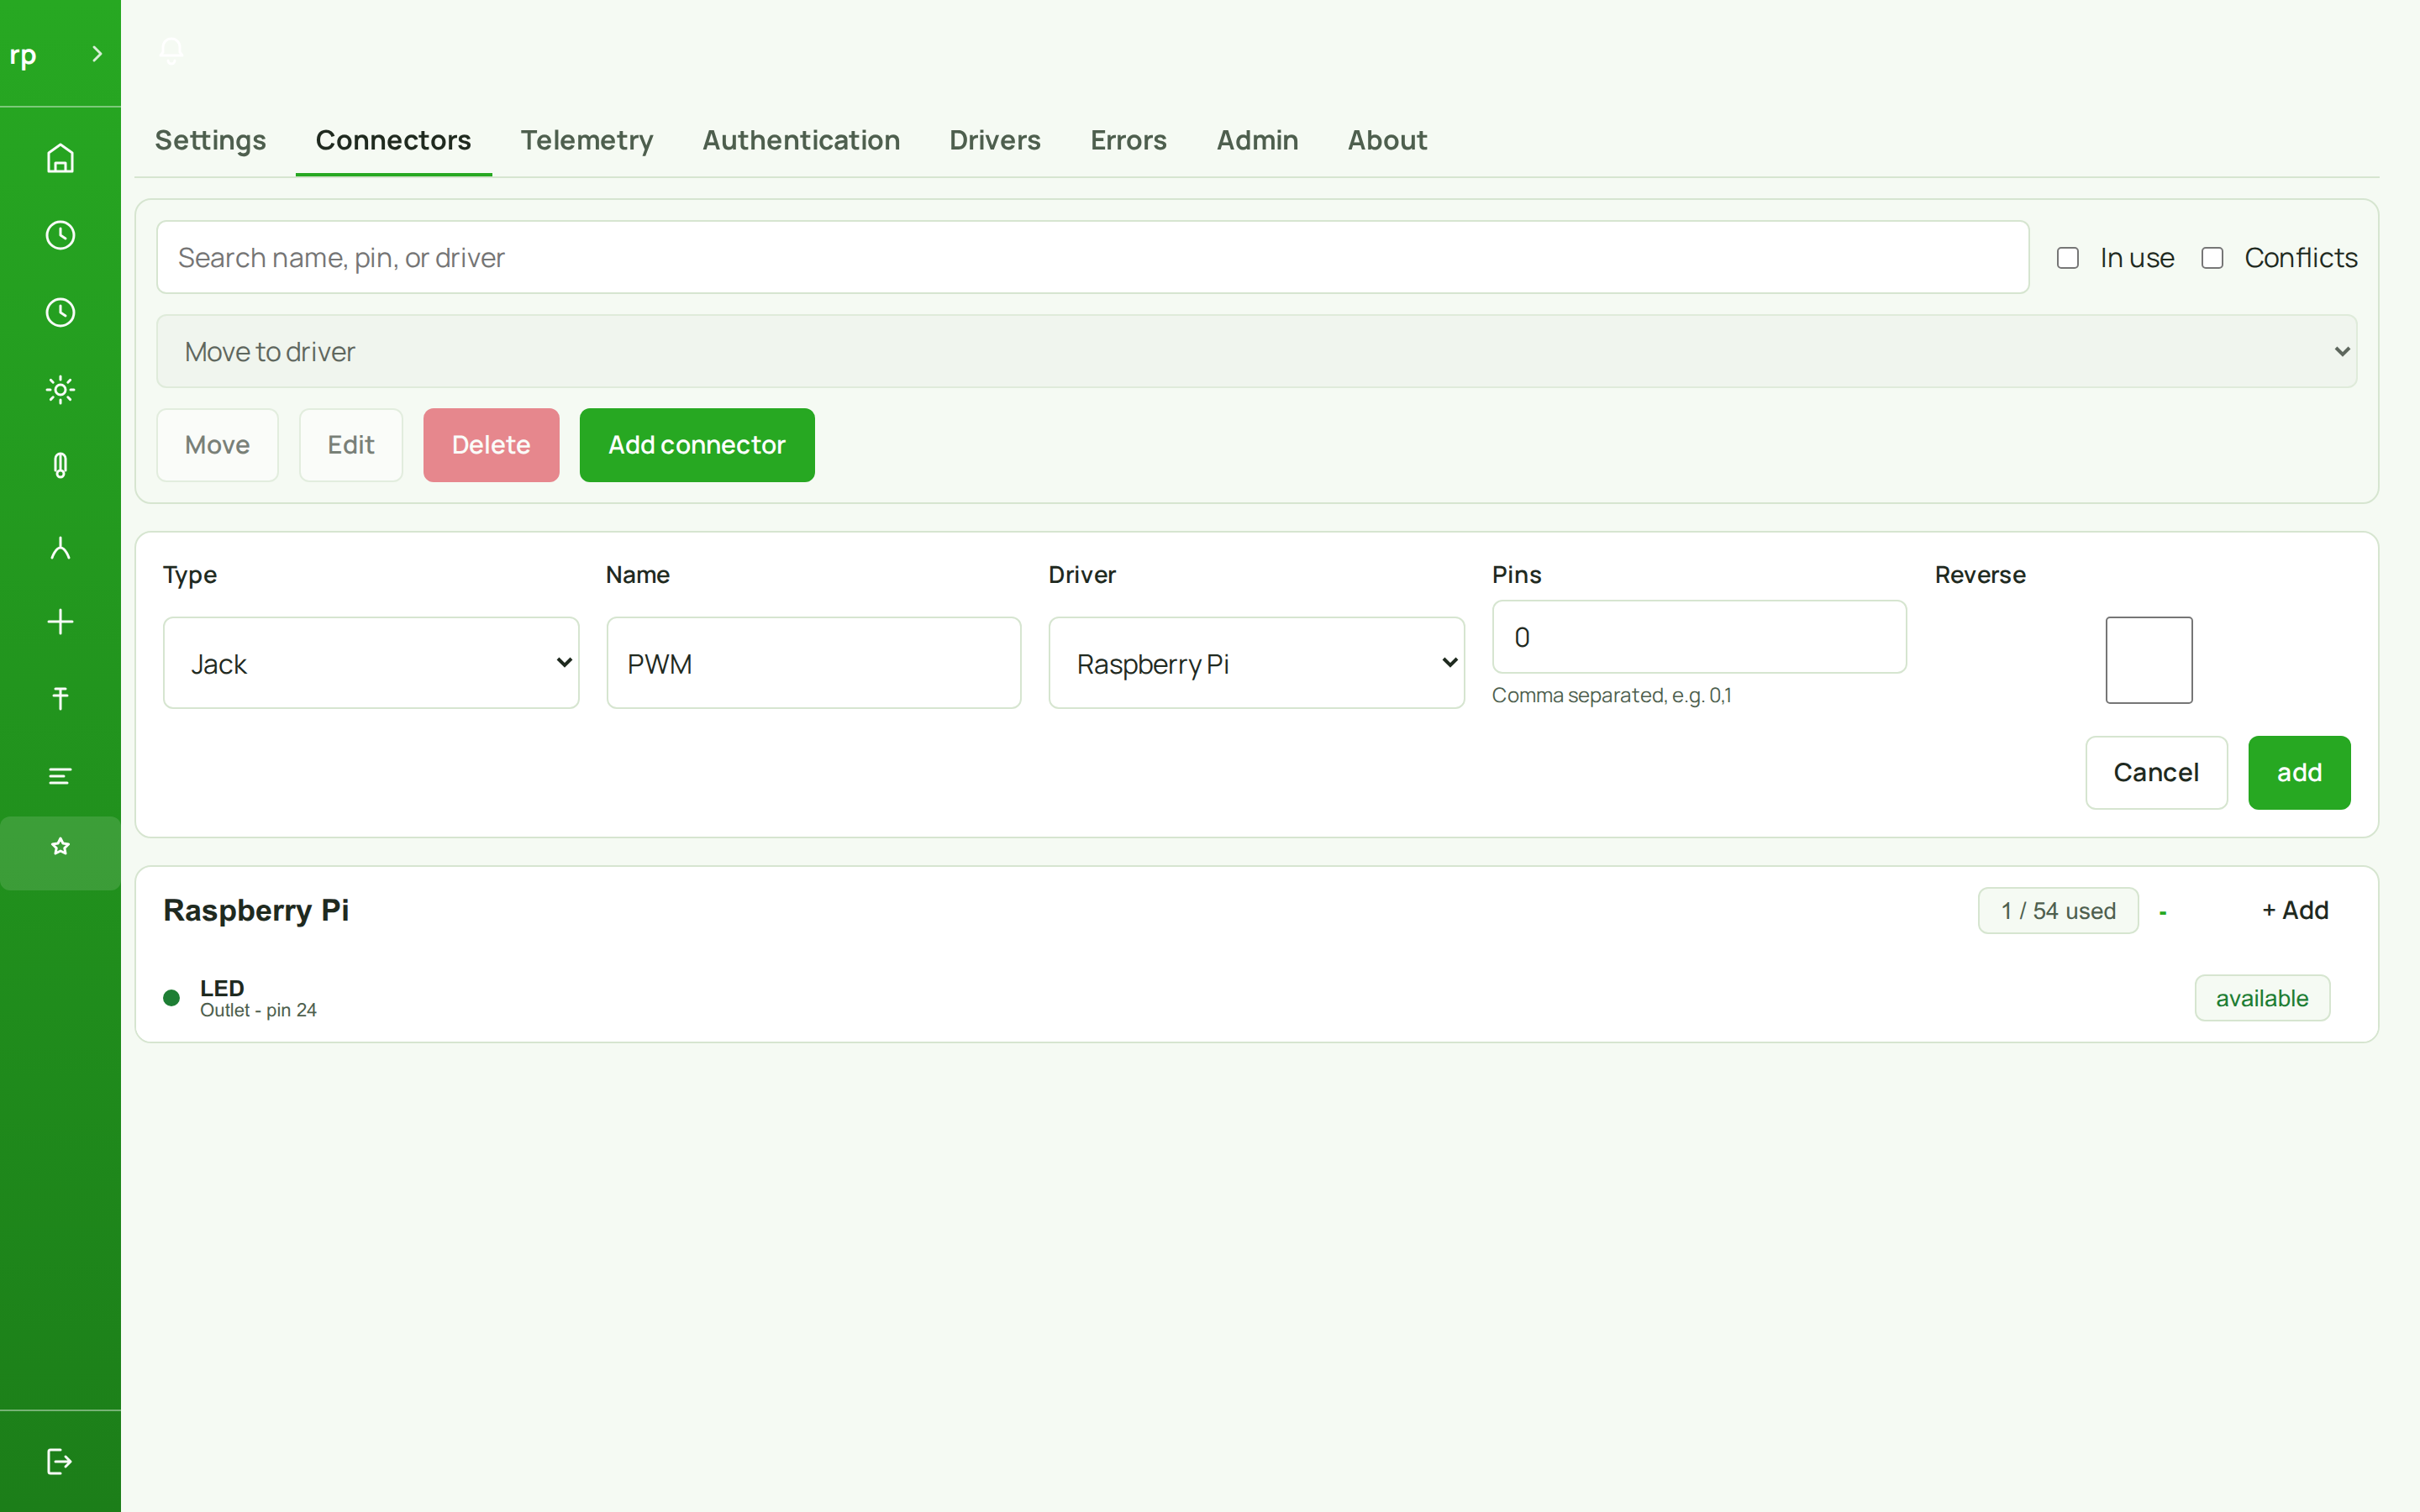 rp
Settings Connectors Telemetry Authentication Drivers Errors Admin About
Search name, pin, or driver
In use Conflicts
Move to driver
Move Edit Delete Add connector
Type Name Driver Pins Reverse
Jack PWM Raspberry Pi 0
Comma separated, e.g. 0,1
Cancel add
Raspberry Pi 1 / 54 used - + Add
LED
Outlet - pin 24
available